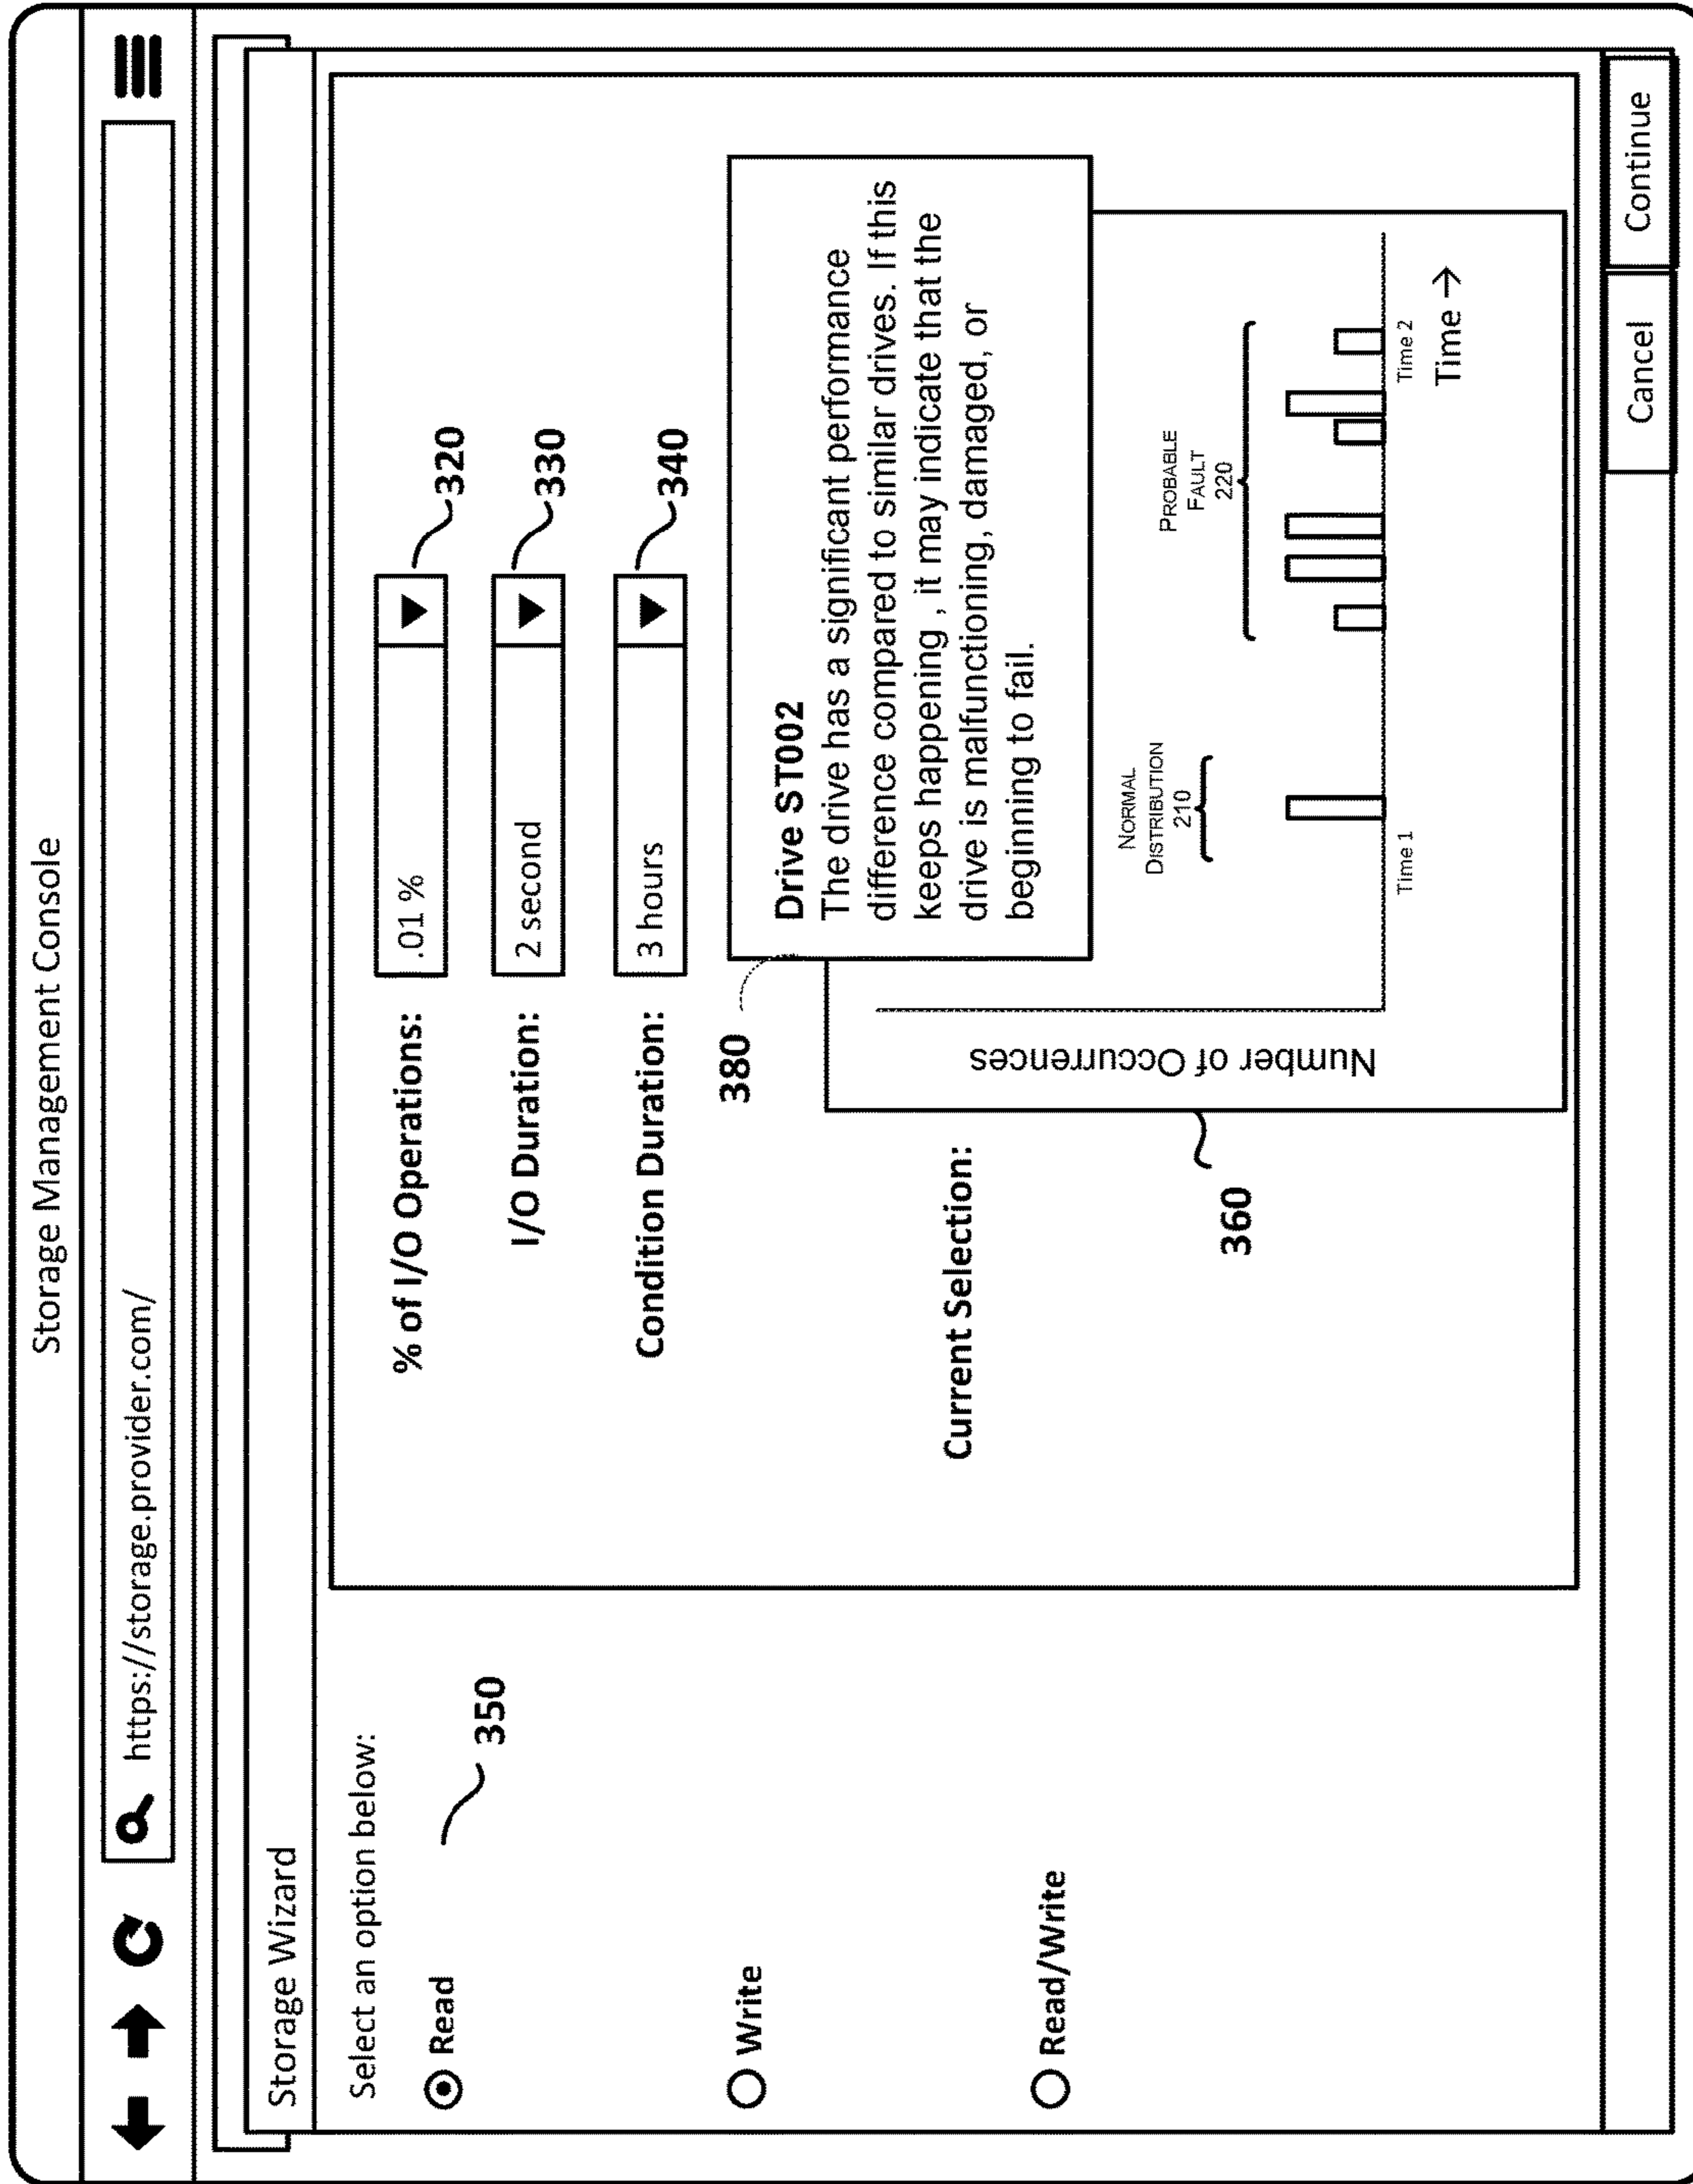 Storage Management Console
https://storage.provider.com/
Storage Wizard
Select an option below:
Read
350
Write
Read/Write
% of I/O Operations:
.01 %
320
I/O Duration:
2 second
330
Condition Duration:
3 hours
340
380
Drive ST002
The drive has a significant performance
difference compared to similar drives. If this
keeps happening , it may indicate that the
drive is malfunctioning, damaged, or
beginning to fail.
Current Selection:
360
Number of Occurrences
NORMAL
DISTRIBUTION
210
PROBABLE
FAULT
220
Time 1
Time 2
Time →
Cancel
Continue